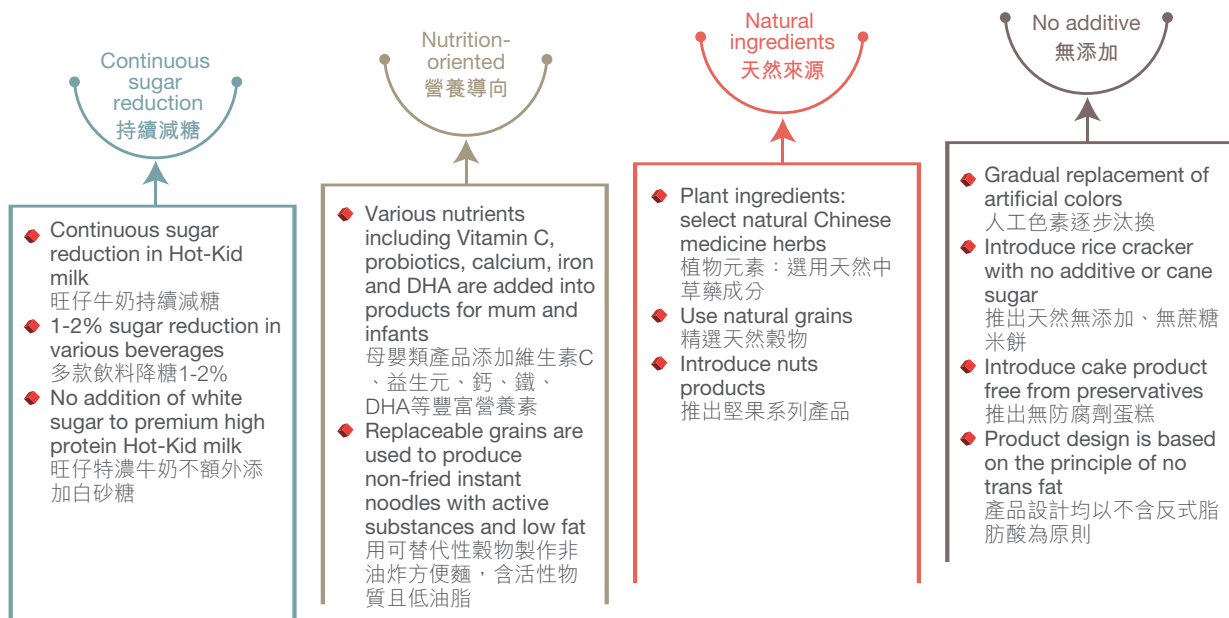 Continuous
sugar
reduction
持續減糖
Continuous sugar
reduction in Hot-Kid
milk
旺仔牛奶持續減糖
1-2% sugar reduction in
various beverages
多款飲料降糖1-2%
No addition of white
sugar to premium high
protein Hot-Kid milk
旺仔特濃牛奶不額外添
加白砂糖
Nutrition-
oriented
營養導向
Various nutrients
including Vitamin C,
probiotics, calcium, iron
and DHA are added into
products for mum and
infants
母嬰類產品添加維生素C
、益生元、鈣、鐵、
DHA等豐富營養素
Replaceable grains are
used to produce
non-fried instant
noodles with active
substances and low fat
用可替代性穀物製作非
油炸方便麵，含活性物
質且低油脂
Natural
ingredients
天然來源
Plant ingredients:
select natural Chinese
medicine herbs
植物元素：選用天然中
草藥成分
Use natural grains
精選天然穀物
Introduce nuts
products
推出堅果系列產品
No additive
無添加
Gradual replacement of
artificial colors
人工色素逐步汰換
Introduce rice cracker
with no additive or cane
sugar
推出天然無添加、無蔗糖
米餅
Introduce cake product
free from preservatives
推出無防腐劑蛋糕
Product design is based
on the principle of no
trans fat
產品設計均以不含反式脂
肪酸為原則